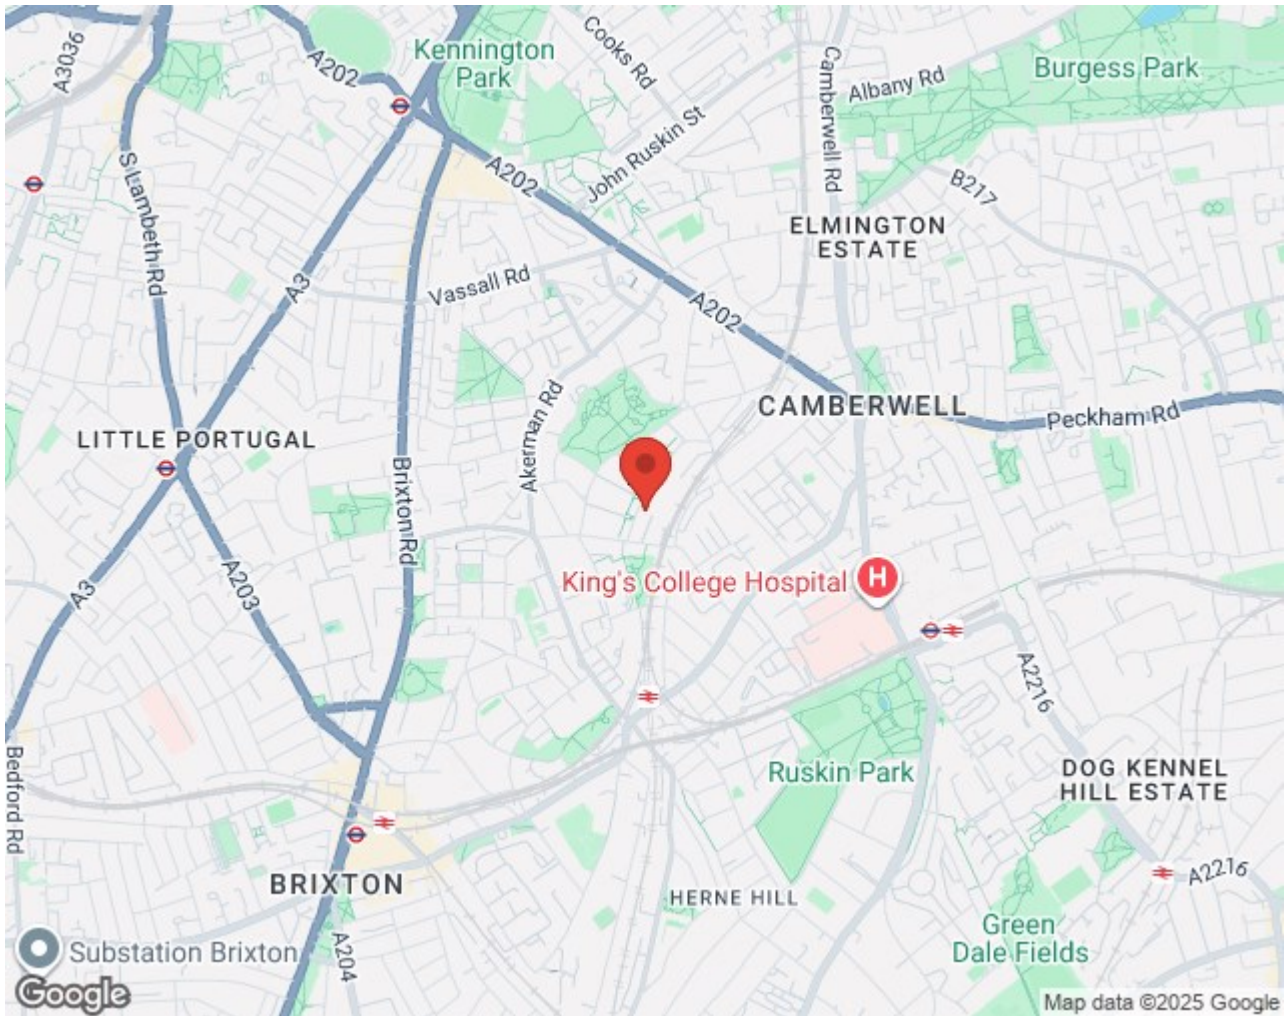 A3036
A202
Kennington
Park
Cooks Rd
Camberwell Rd
Albany Rd
Burgess Park
S Lambeth Rd
A202
John Ruskin St
B217
ELMINGTON
ESTATE
A3
Vassall Rd
A202
LITTLE PORTUGAL
Akerman Rd
CAMBERWELL
Peckham Rd
Brixton Rd
A3
A203
King's College Hospital
H
A2216
Bedford Rd
Ruskin Park
DOG KENNEL
HILL ESTATE
BRIXTON
HERNE HILL
A2216
Green
Dale Fields
Substation Brixton
A204
Google
Map data ©2025 Google